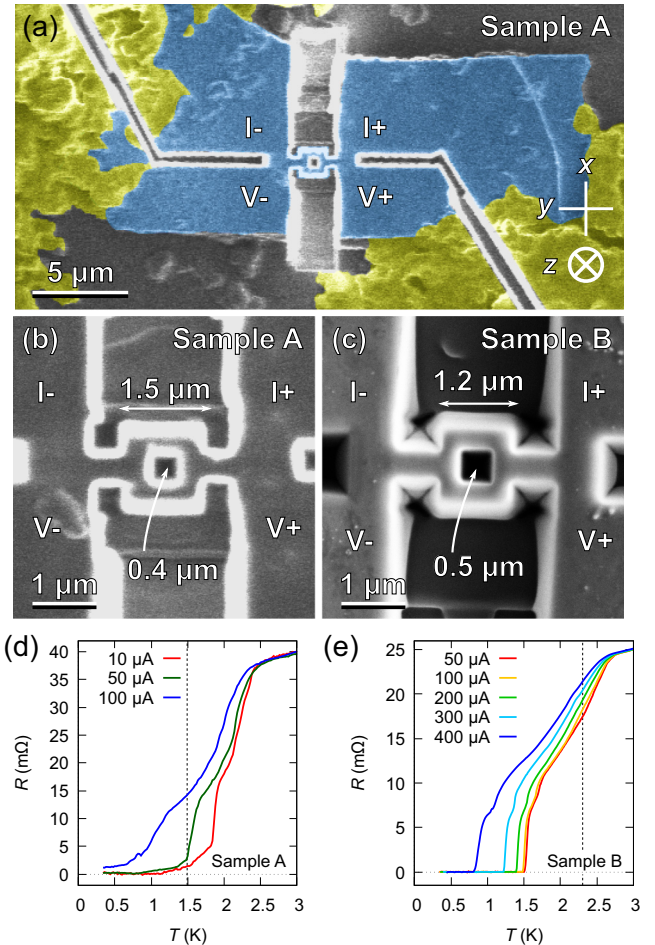 (a)
Sample A
I-
I+
V-
V+
x
y
z
5 μm
(b)
Sample A
I-
1.5 μm
I+
V-
V+
0.4 μm
1 μm
(c)
Sample B
I-
1.2 μm
I+
V-
V+
0.5 μm
1 μm
(d)
40
35
30
25
20
15
10
5
0
R (mΩ)
10 μA
50 μA
100 μA
Sample A
0 0.5 1 1.5 2 2.5 3
T (K)
(e)
25
20
15
10
5
0
R (mΩ)
50 μA
100 μA
200 μA
300 μA
400 μA
Sample B
0 0.5 1 1.5 2 2.5 3
T (K)